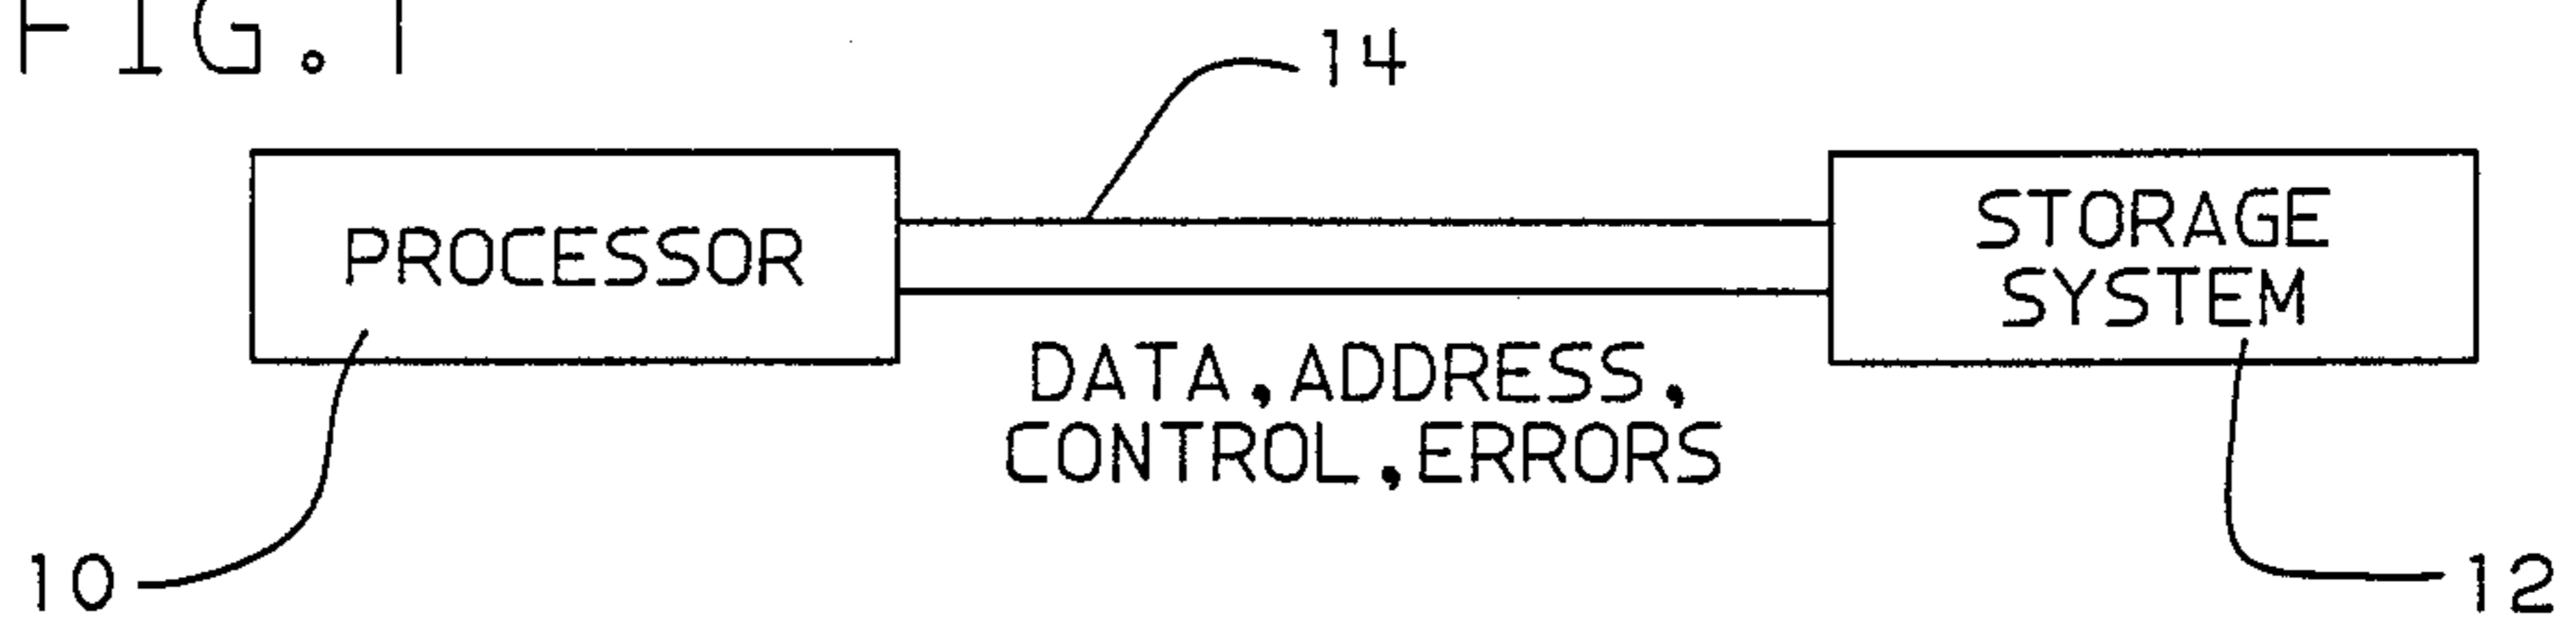 FIG. 1
14
PROCESSOR
STORAGE
SYSTEM
DATA, ADDRESS,
CONTROL, ERRORS
10
12